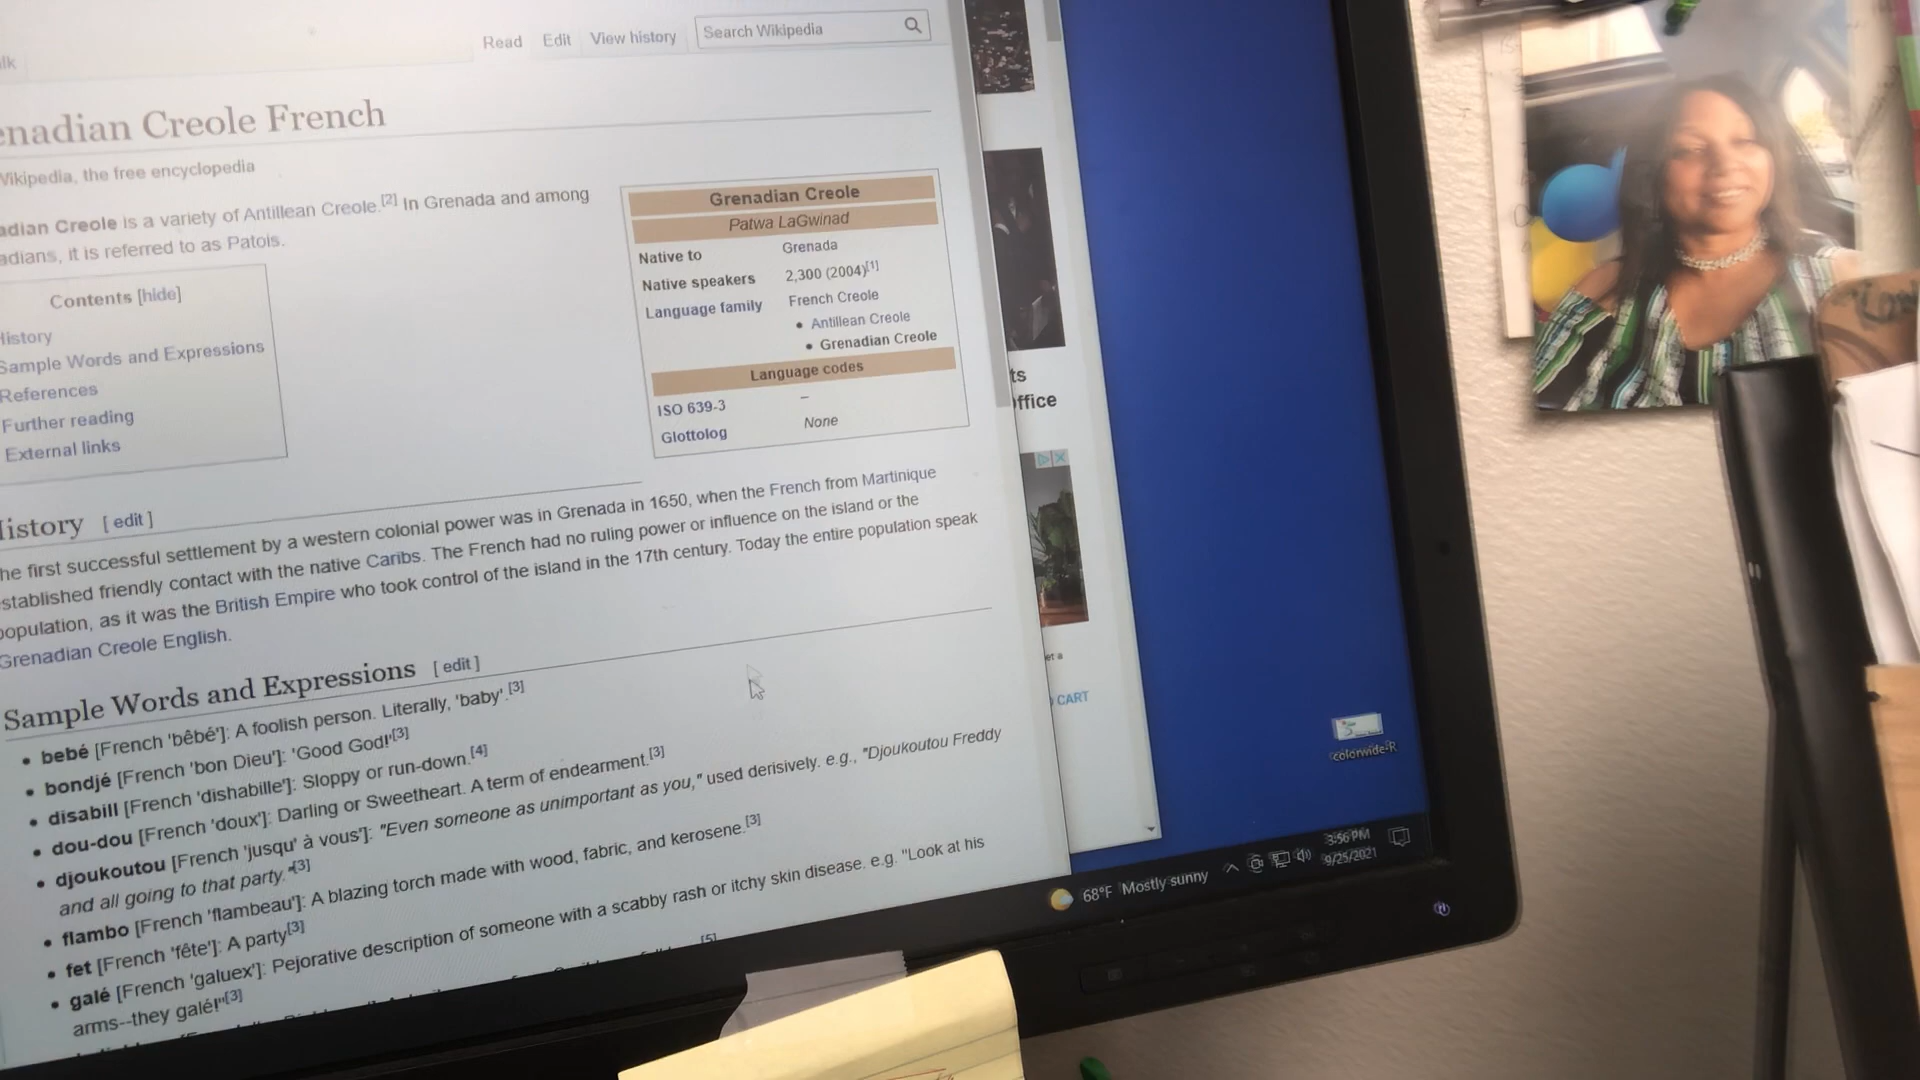 lk
Read Edit View history Search Wikipedia
enadian Creole French
Wikipedia, the free encyclopedia
adian Creole is a variety of Antillean Creole.[2] In Grenada and among
adians, it is referred to as Patois.
Contents [hide]
History
Sample Words and Expressions
References
Further reading
External links
Grenadian Creole
Patwa LaGwinad
Native to Grenada
Native speakers 2,300 (2004)[1]
Language family French Creole
• Antillean Creole
• Grenadian Creole
Language codes
ISO 639-3 –
Glottolog None
History [ edit ]
he first successful settlement by a western colonial power was in Grenada in 1650, when the French from Martinique
stablished friendly contact with the native Caribs. The French had no ruling power or influence on the island or the
population, as it was the British Empire who took control of the island in the 17th century. Today the entire population speak
Grenadian Creole English.
Sample Words and Expressions [ edit ]
• bebé [French 'bêbé']: A foolish person. Literally, 'baby'.[3]
• bondjé [French 'bon Dieu']: 'Good God!'[3]
• disabill [French 'dishabille']: Sloppy or run-down.[4]
• dou-dou [French 'doux']: Darling or Sweetheart. A term of endearment.[3]
• djoukoutou [French 'jusqu' à vous']: "Even someone as unimportant as you," used derisively. e.g., "Djoukoutou Freddy
and all going to that party."[3]
• flambo [French 'flambeau']: A blazing torch made with wood, fabric, and kerosene.[3]
• fet [French 'fête']: A party[3]
• galé [French 'galuex']: Pejorative description of someone with a scabby rash or itchy skin disease. e.g. "Look at his
arms--they galé!"[3]
[5]
ts
office
et a
CART
colorwide-R
68°F Mostly sunny
3:56 PM
9/25/2021